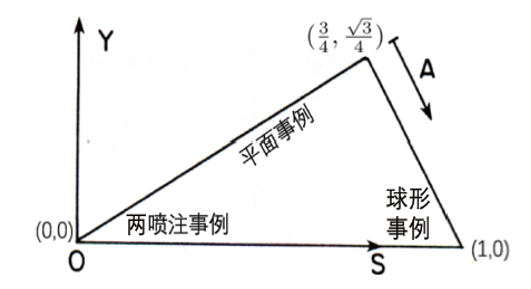 Y
(3/4, √3/4)
A
平面事例
两喷注事例
球形
事例
(0,0)
O
S
(1,0)